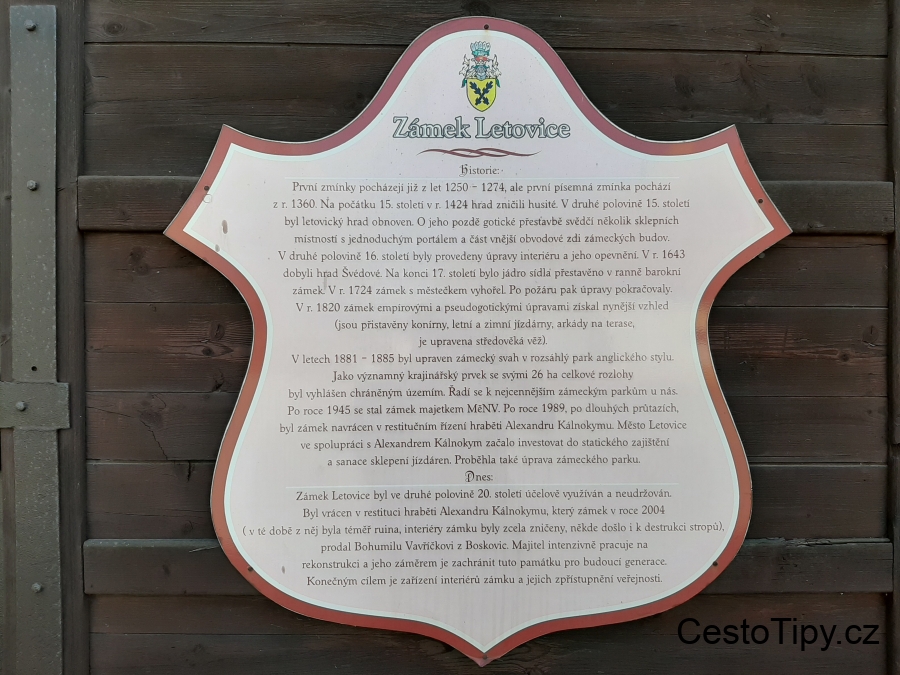 Zámek Letovice
Historie:
První zmínky pocházejí již z let 1250 – 1274, ale první písemná zmínka pochází
z r. 1360. Na počátku 15. století v r. 1424 hrad zničili husité. V druhé polovině 15. století
byl letovický hrad obnoven. O jeho pozdě gotické přestavbě svědčí několik sklepních
místností s jednoduchým portálem a část vnější obvodové zdi zámeckých budov.
V druhé polovině 16. století byly provedeny úpravy interiéru a jeho opevnění. V r. 1643
dobyli hrad Švédové. Na konci 17. století bylo jádro sídla přestavěno v ranně barokní
zámek. V r. 1724 zámek s městečkem vyhořel. Po požáru pak úpravy pokračovaly.
V r. 1820 zámek empírovými a pseudogotickými úpravami získal nynější vzhled
(jsou přistavěny konírny, letní a zimní jízdárny, arkády na terase,
je upravena středověká věž).
V letech 1881 – 1885 byl upraven zámecký svah v rozsáhlý park anglického stylu.
Jako významný krajinářský prvek se svými 26 ha celkové rozlohy
byl vyhlášen chráněným územím. Řadí se k nejcennějším zámeckým parkům u nás.
Po roce 1945 se stal zámek majetkem MěNV. Po roce 1989, po dlouhých průtazích,
byl zámek navrácen v restitučním řízení hraběti Alexandru Kálnokymu. Město Letovice
ve spolupráci s Alexandrem Kálnokym začalo investovat do statického zajištění
a sanace sklepení jízdáren. Proběhla také úprava zámeckého parku.
Dnes:
Zámek Letovice byl ve druhé polovině 20. století účelově využíván a neudržován.
Byl vrácen v restituci hraběti Alexandru Kálnokymu, který zámek v roce 2004
( v té době z něj byla téměř ruina, interiéry zámku byly zcela zničeny, někde došlo i k destrukci stropů),
prodal Bohumilu Vavříčkovi z Boskovic. Majitel intenzivně pracuje na
rekonstrukci a jeho záměrem je zachránit tuto památku pro budoucí generace.
Konečným cílem je zařízení interiérů zámku a jejich zpřístupnění veřejnosti.
CestoTipy.cz